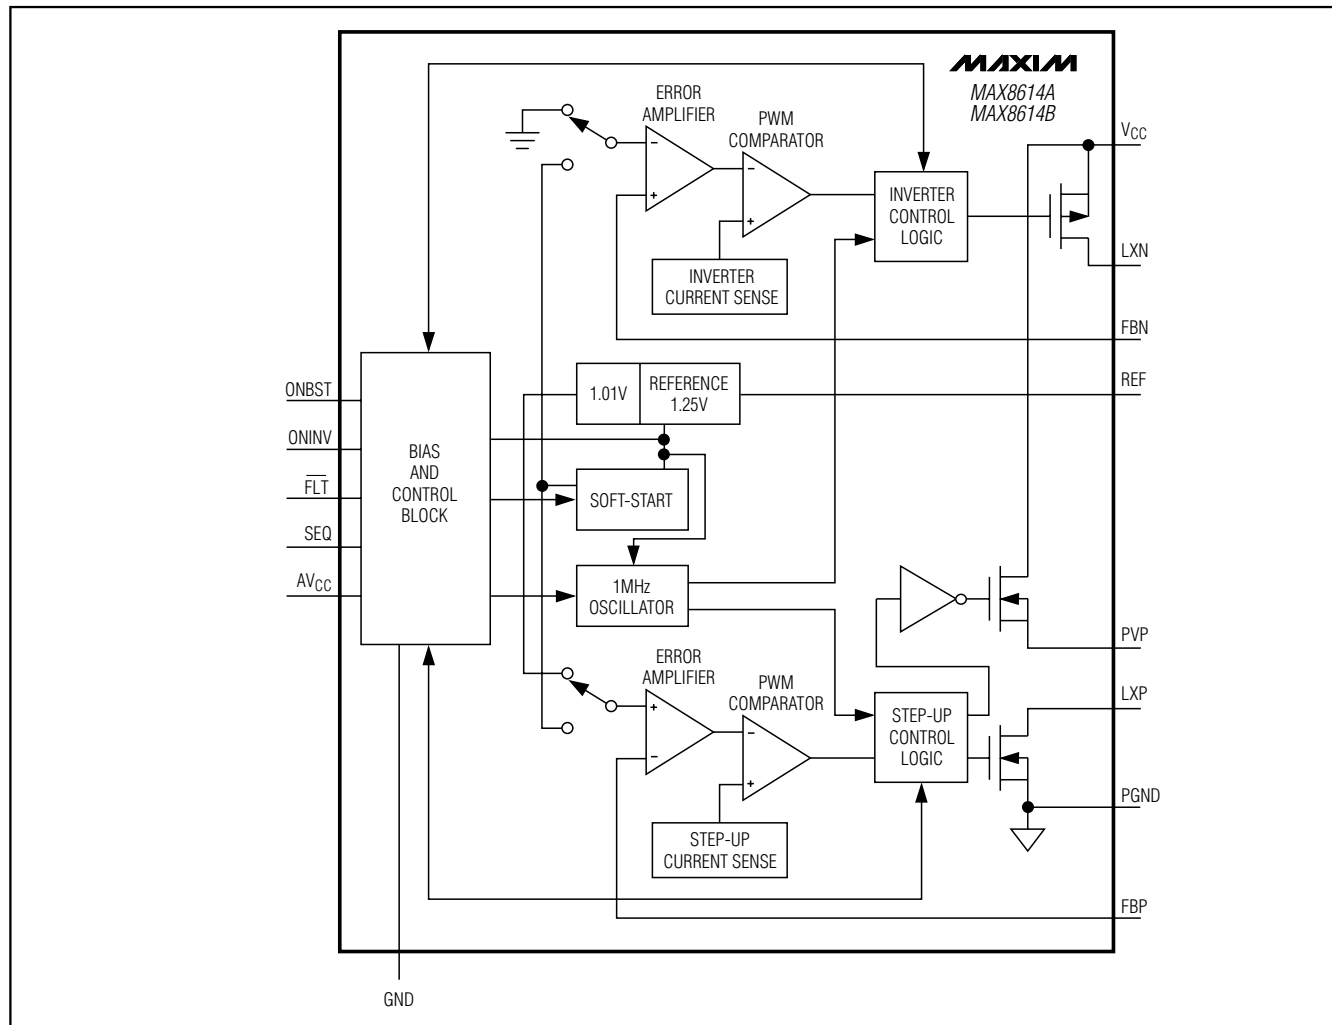 MAXIM
MAX8614A
MAX8614B
ERROR
AMPLIFIER
PWM
COMPARATOR
VCC
−
+
−
+
INVERTER
CONTROL
LOGIC
LXN
INVERTER
CURRENT SENSE
FBN
ONBST
ONINV
FLT
SEQ
AVCC
BIAS
AND
CONTROL
BLOCK
1.01V
REFERENCE
1.25V
REF
SOFT-START
1MHz
OSCILLATOR
PVP
ERROR
AMPLIFIER
PWM
COMPARATOR
+
−
−
+
STEP-UP
CONTROL
LOGIC
LXP
PGND
STEP-UP
CURRENT SENSE
FBP
GND